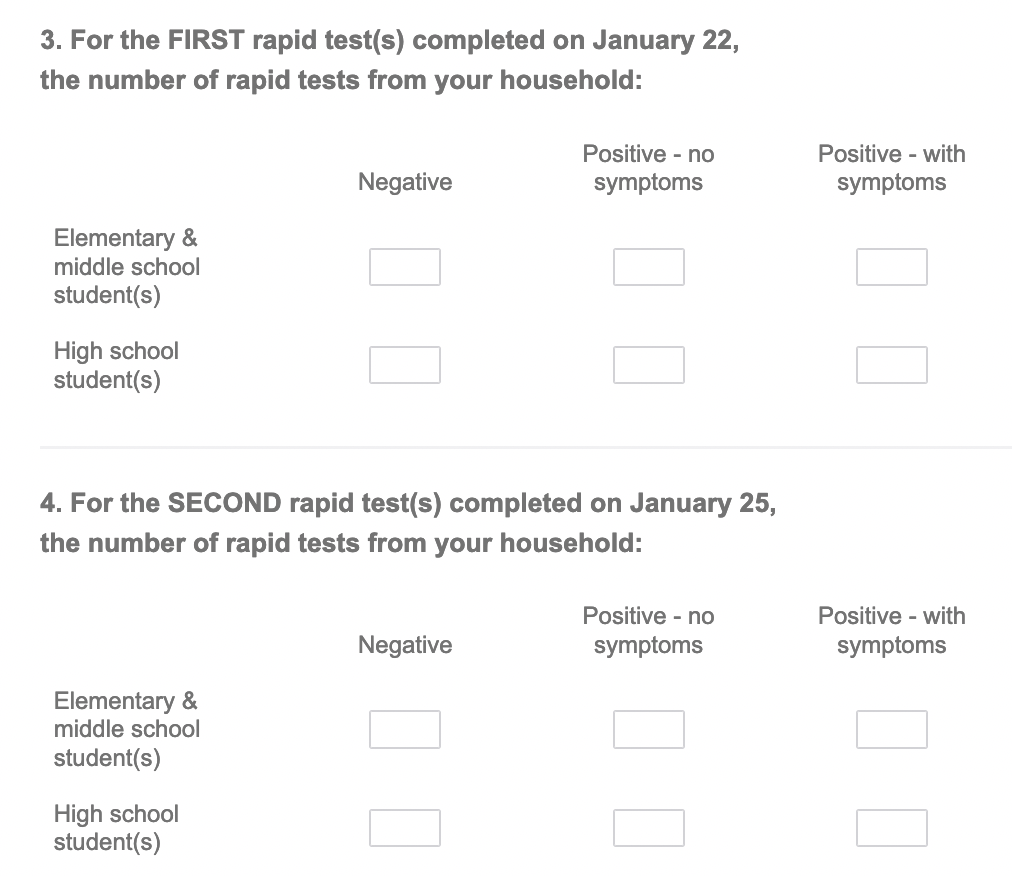 3. For the FIRST rapid test(s) completed on January 22,
the number of rapid tests from your household:
Negative
Positive - no
symptoms
Positive - with
symptoms
Elementary &
middle school
student(s)
High school
student(s)
4. For the SECOND rapid test(s) completed on January 25,
the number of rapid tests from your household:
Negative
Positive - no
symptoms
Positive - with
symptoms
Elementary &
middle school
student(s)
High school
student(s)